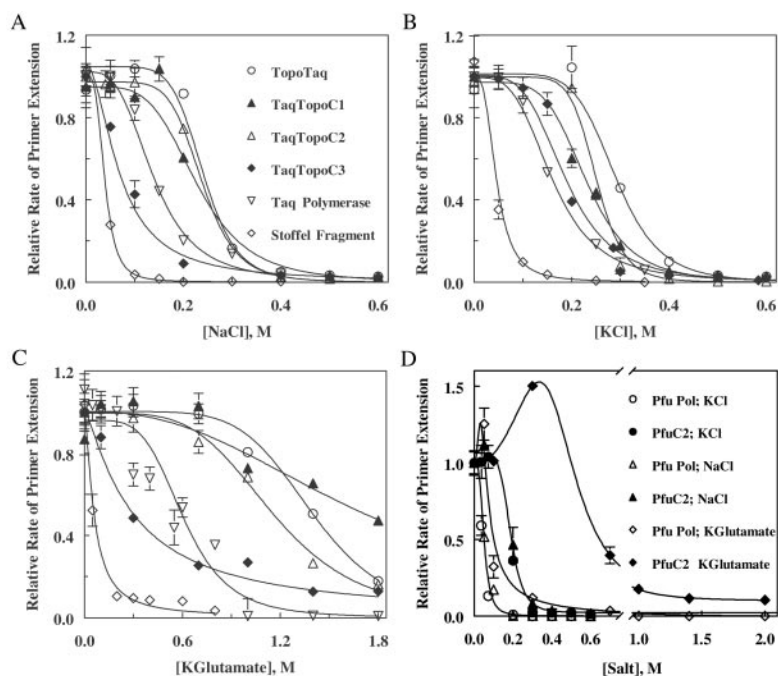 A
1.2
0.8
0.4
0.0
Relative Rate of Primer Extension
TopoTaq
TaqTopoC1
TaqTopoC2
TaqTopoC3
Taq Polymerase
Stoffel Fragment
0.0 0.2 0.4 0.6
[NaCl], M
B
1.2
0.8
0.4
0.0
Relative Rate of Primer Extension
0.0 0.2 0.4 0.6
[KCl], M
C
1.2
0.8
0.4
0.0
Relative Rate of Primer Extension
0.0 0.6 1.2 1.8
[KGlutamate], M
D
1.5
1.0
0.5
0.0
Relative Rate of Primer Extension
Pfu Pol; KCl
PfuC2; KCl
Pfu Pol; NaCl
PfuC2; NaCl
Pfu Pol; KGlutamate
PfuC2 KGlutamate
0.0 0.2 0.4 0.6 1.0 1.5 2.0
[Salt], M